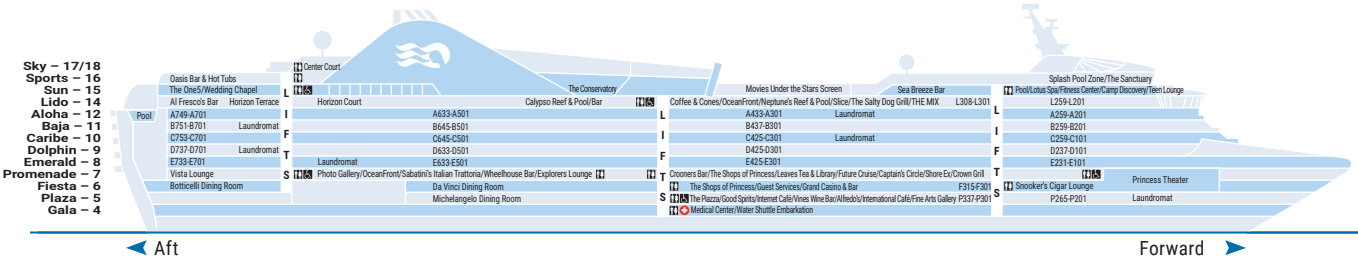 Sky – 17/18
Center Court
Sports – 16
Oasis Bar & Hot Tubs
Splash Pool Zone/The Sanctuary
Sun – 15
The One5/Wedding Chapel
The Conservatory
Movies Under the Stars Screen
Sea Breeze Bar
Pool/Lotus Spa/Fitness Center/Camp Discovery/Teen Lounge
Lido – 14
Al Fresco's Bar Horizon Terrace
Horizon Court
Calypso Reef & Pool/Bar
Coffee & Cones/OceanFront/Neptune's Reef & Pool/Slice/The Salty Dog Grill/THE MIX L308-L301
L259-L201
Aloha – 12
Pool
A749-A701
A633-A501
A433-A301
Laundromat
A259-A201
Baja – 11
B751-B701
Laundromat
B645-B501
B437-B301
B259-B201
Caribe – 10
C753-C701
C645-C501
C425-C301
Laundromat
C259-C101
Dolphin – 9
D737-D701
Laundromat
D633-D501
D425-D301
D237-D101
Emerald – 8
E733-E701
Laundromat
E633-E501
E425-E301
E231-E101
Promenade – 7
Vista Lounge
Photo Gallery/OceanFront/Sabatini's Italian Trattoria/Wheelhouse Bar/Explorers Lounge
Crooners Bar/The Shops of Princess/Leaves Tea & Library/Future Cruise/Captain's Circle/Shore Ex/Crown Grill
Princess Theater
Fiesta – 6
Botticelli Dining Room
Da Vinci Dining Room
The Shops of Princess/Guest Services/Grand Casino & Bar
F315-F301
Snooker's Cigar Lounge
Plaza – 5
Michelangelo Dining Room
The Piazza/Good Spirits/Internet Café/Vines Wine Bar/Alfredo's/International Café/Fine Arts Gallery P337-P301
P265-P201
Laundromat
Gala – 4
Medical Center/Water Shuttle Embarkation
LIFTS
LIFTS
LIFTS
Aft
Forward